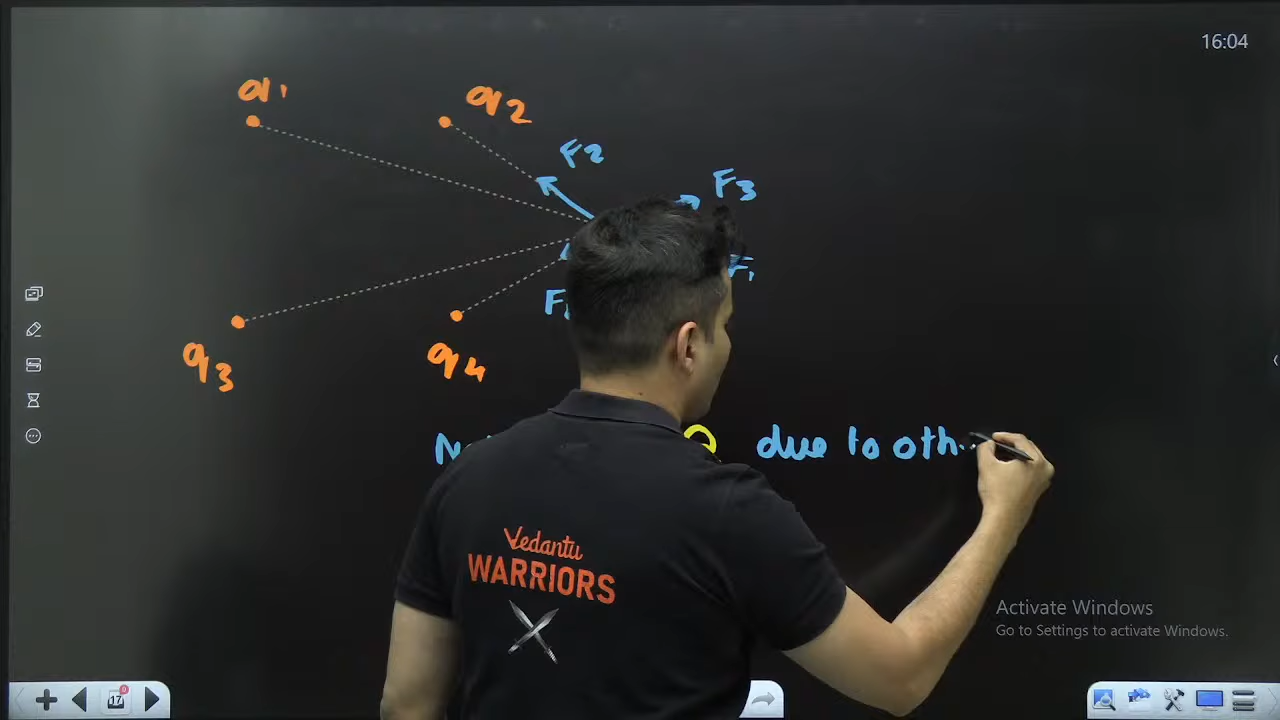 16:04
q1
q2
F2
F3
F1
q3
q4
due to oth
Vedantu
WARRIORS
Activate Windows
Go to Settings to activate Windows.
17